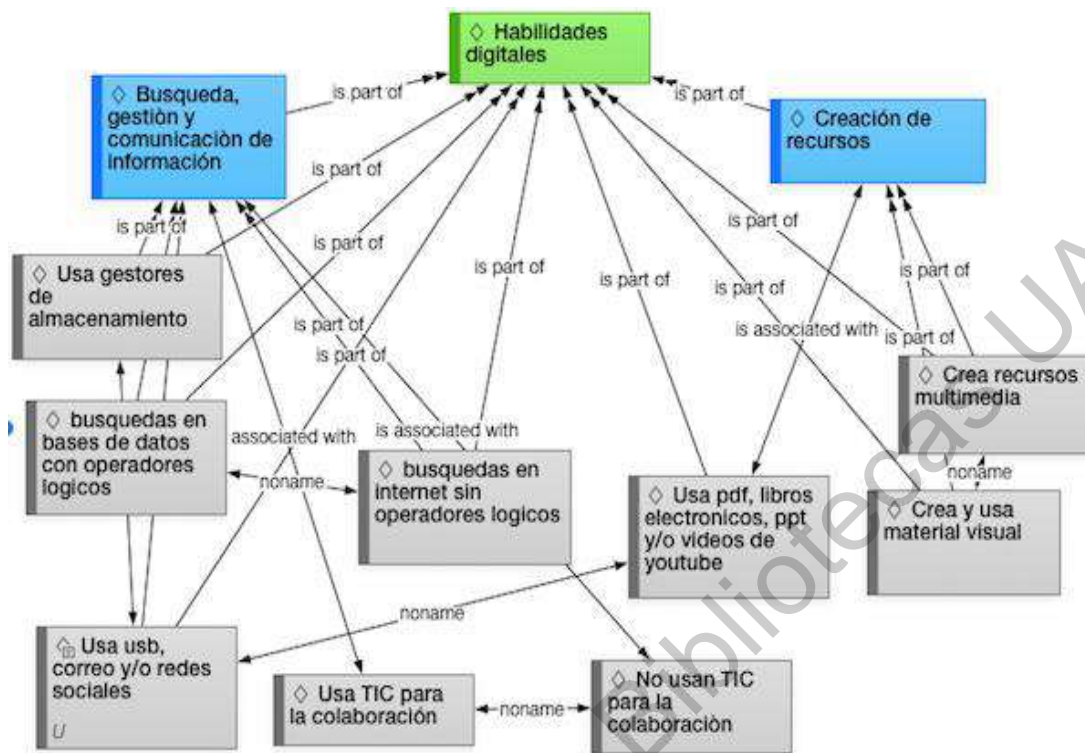 ◇ Habilidades
digitales
◇ Busqueda,
gestiòn y
comunicaciòn de
información
◇ Creación de
recursos
is part of
is part of
is part of
is part of
is part of
is part of
is part of
is part of
is part of
is part of
is part of
is part of
is associated with
associated with
is associated with
◇ Usa gestores
de
almacenamiento
◇ busquedas en
bases de datos
con operadores
logicos
noname
◇ busquedas en
internet sin
operadores logicos
◇ Usa pdf, libros
electronicos, ppt
y/o videos de
youtube
◇ Crea recursos
multimedia
noname
◇ Crea y usa
material visual
noname
Usa usb,
correo y/o redes
sociales
U
◇ Usa TIC para
la colaboración
noname
◇ No usan TIC
para la
colaboraciòn
Bibliotecas UA